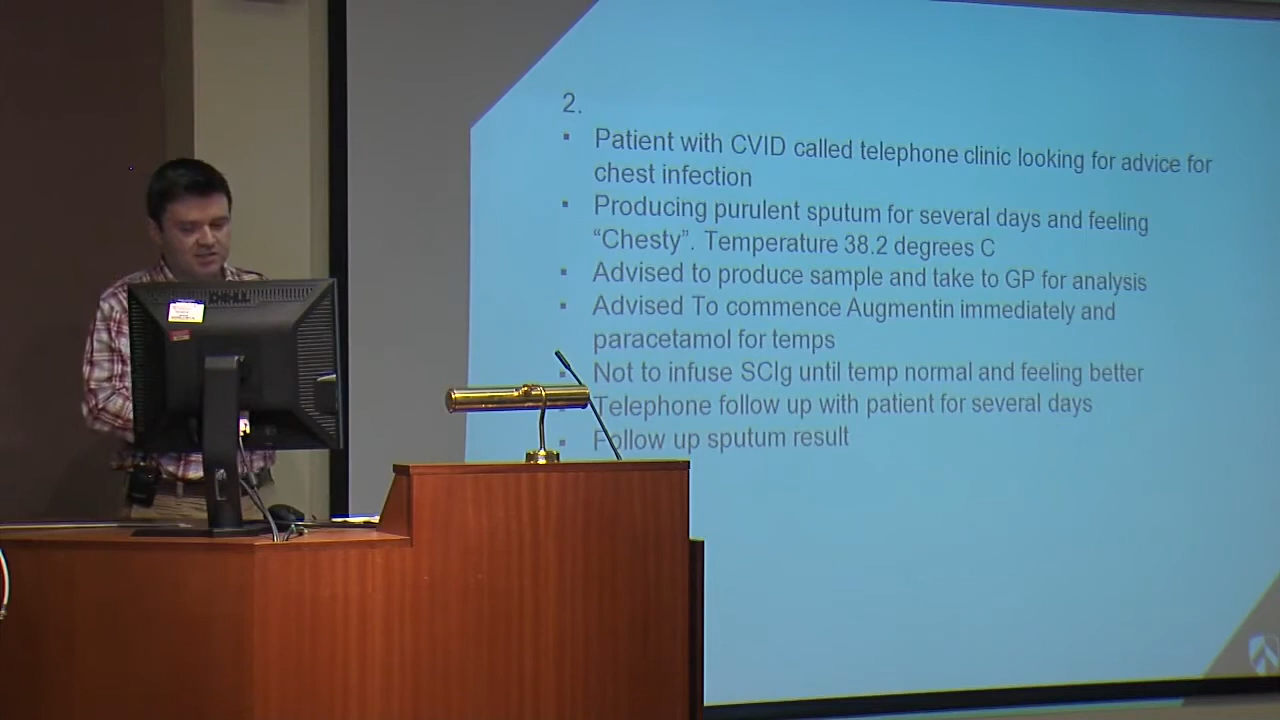 2.
▪ Patient with CVID called telephone clinic looking for advice for
chest infection
▪ Producing purulent sputum for several days and feeling
“Chesty”. Temperature 38.2 degrees C
▪ Advised to produce sample and take to GP for analysis
▪ Advised To commence Augmentin immediately and
paracetamol for temps
▪ Not to infuse SCIg until temp normal and feeling better
▪ Telephone follow up with patient for several days
▪ Follow up sputum result